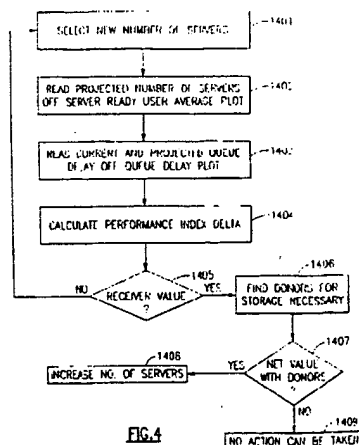 SELECT NEW NUMBER OF SERVERS
1401
READ PROJECTED NUMBER OF SERVERS
OFF SERVER READY USER AVERAGE PLOT
1402
READ CURRENT AND PROJECTED QUEUE
DELAY OFF QUEUE DELAY PLOT
1403
CALCULATE PERFORMANCE INDEX DELTA
1404
1405
RECEIVER VALUE
?
NO
YES
1406
FIND DONORS FOR
STORAGE NECESSARY
1407
NET VALUE
WITH DONORS
?
YES
1408
INCREASE NO. OF SERVERS
NO
1409
NO ACTION CAN BE TAKEN
FIG.4